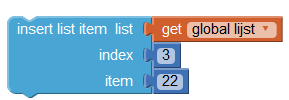 insert list item list get global lijst
index 3
item 22